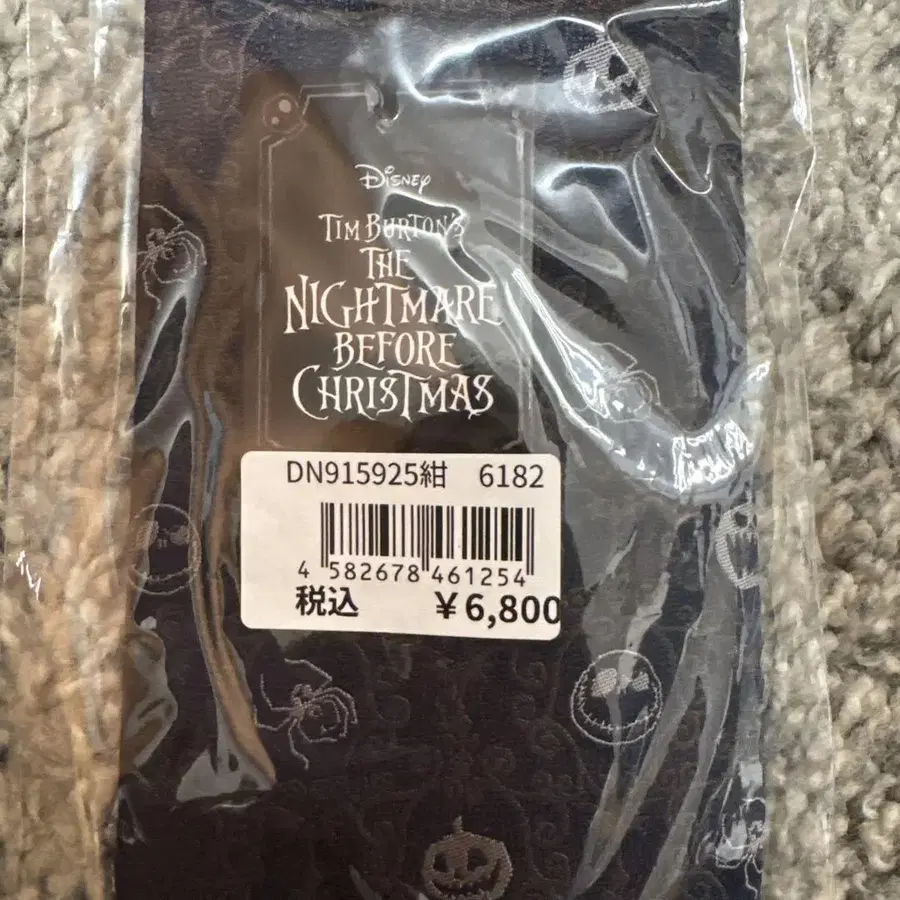 Disney
TIM BURTON'S
THE
NIGHTMARE
BEFORE
CHRISTMAS
DN915925紺 6182
4 582678 461254
税込 ¥6,800